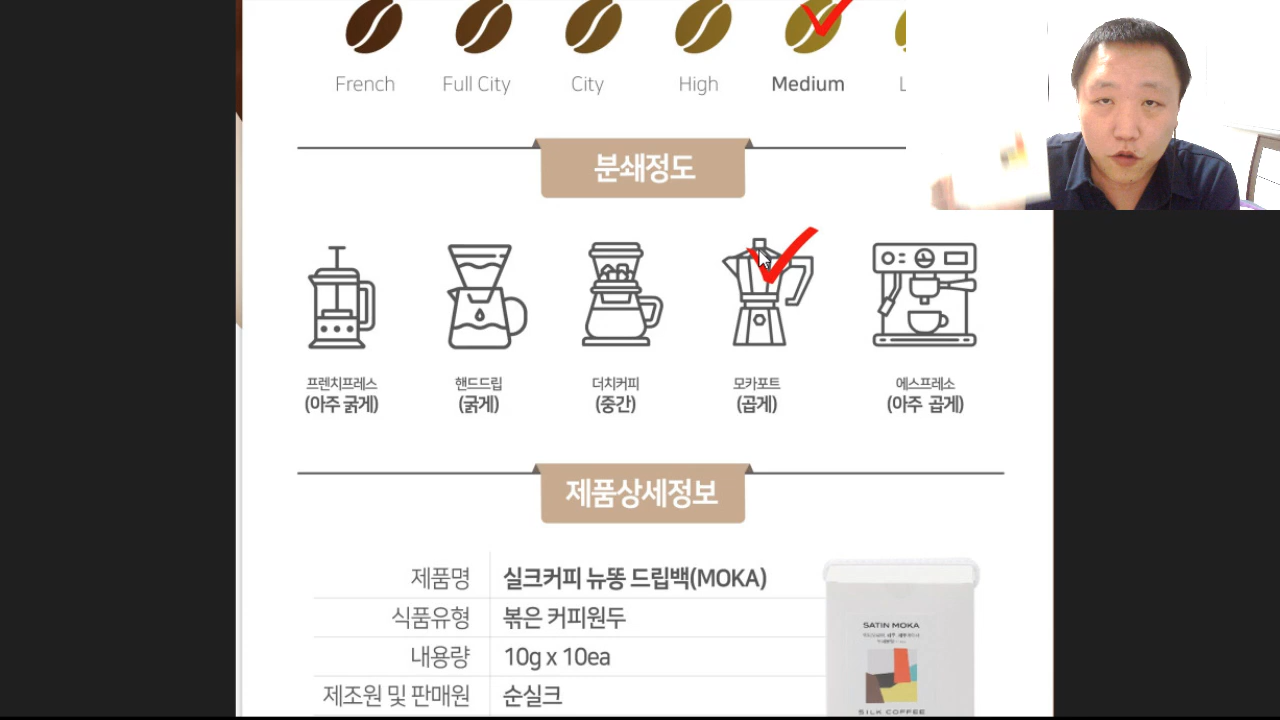 French Full City City High Medium L
분쇄정도
프렌치프레스 핸드드립 더치커피 모카포트 에스프레소
(아주 굵게) (굵게) (중간) (곱게) (아주 곱게)
제품상세정보
제품명 실크커피 뉴똥 드립백(MOKA)
식품유형 볶은 커피원두
내용량 10g x 10ea
제조원 및 판매원 순실크
SATIN MOKA
SILK COFFEE